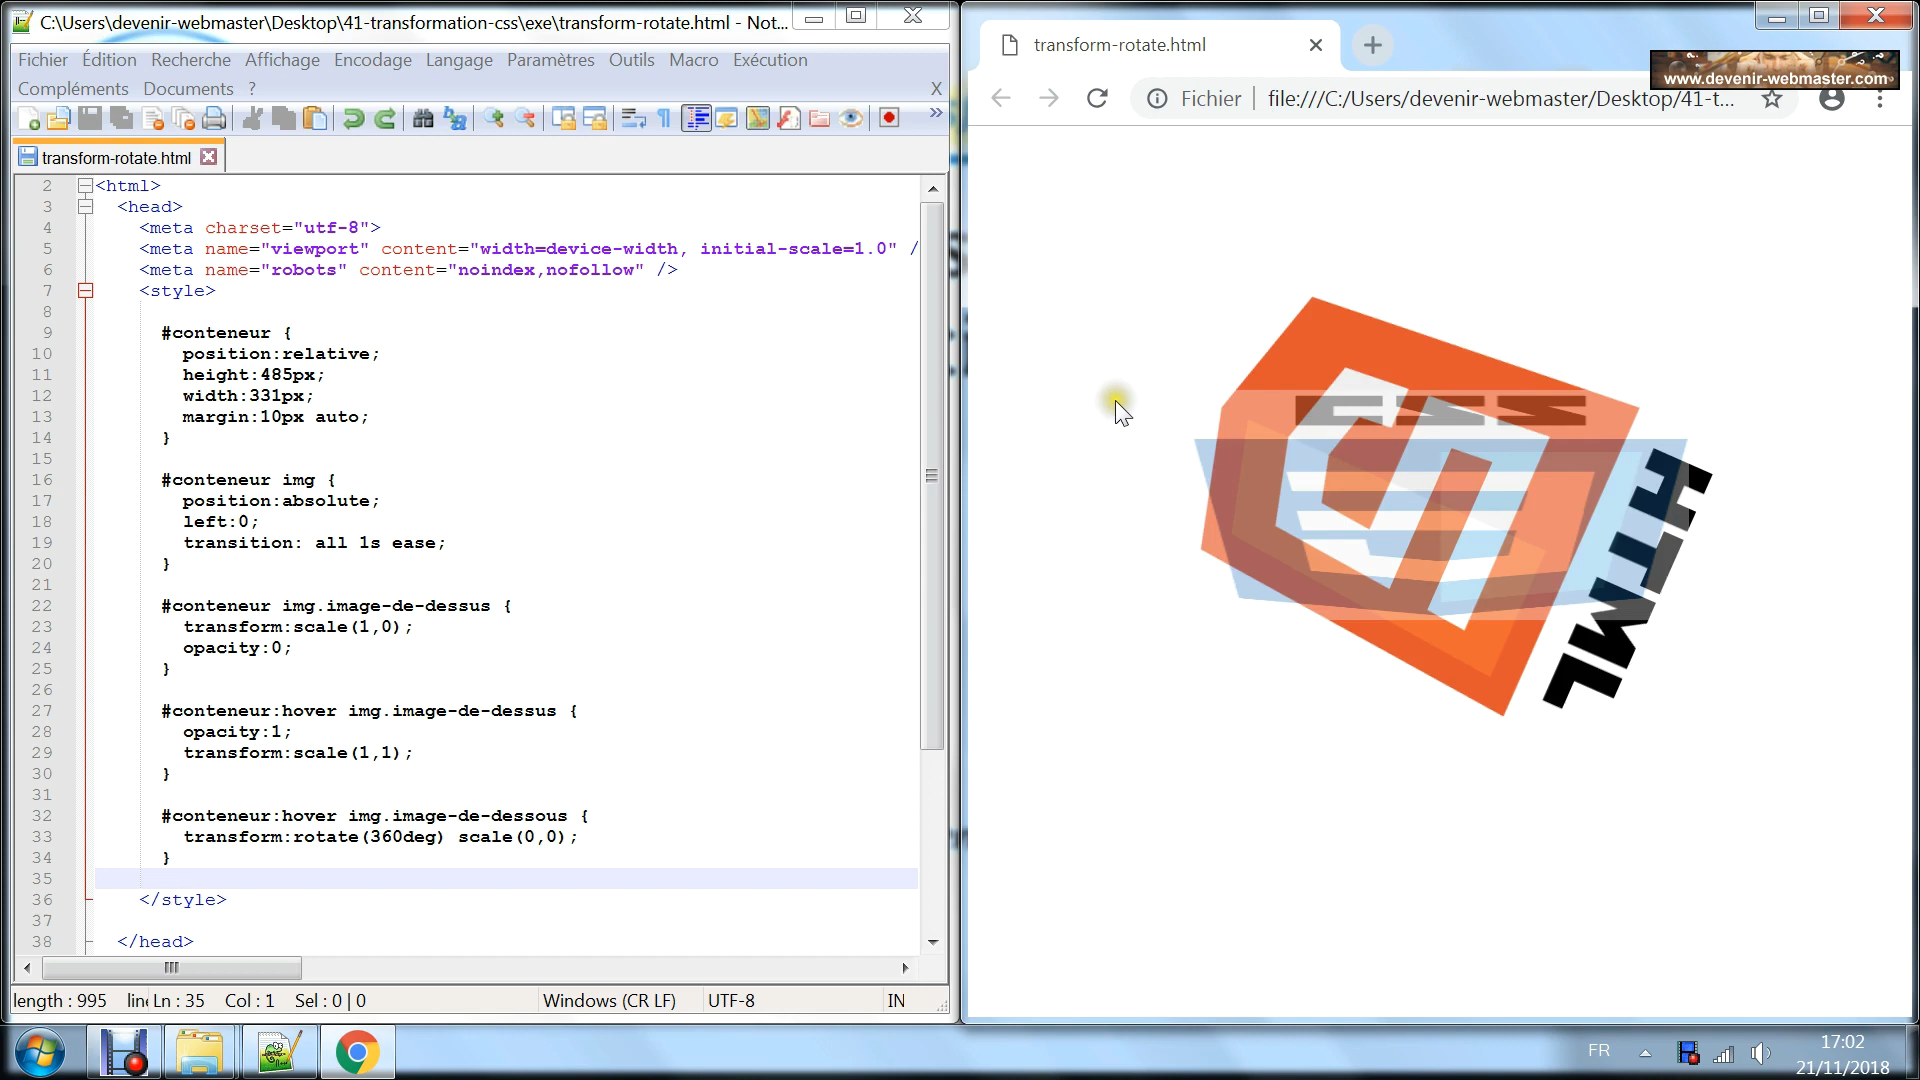 C:\Users\devenir-webmaster\Desktop\41-transformation-css\exe\transform-rotate.html - Not...
Fichier Édition Recherche Affichage Encodage Langage Paramètres Outils Macro Exécution
Compléments Documents ? X
transform-rotate.html
2 <html>
3 <head>
4 <meta charset="utf-8">
5 <meta name="viewport" content="width=device-width, initial-scale=1.0" /
6 <meta name="robots" content="noindex,nofollow" />
7 <style>
8
9 #conteneur {
10 position:relative;
11 height:485px;
12 width:331px;
13 margin:10px auto;
14 }
15
16 #conteneur img {
17 position:absolute;
18 left:0;
19 transition: all 1s ease;
20 }
21
22 #conteneur img.image-de-dessus {
23 transform:scale(1,0);
24 opacity:0;
25 }
26
27 #conteneur:hover img.image-de-dessus {
28 opacity:1;
29 transform:scale(1,1);
30 }
31
32 #conteneur:hover img.image-de-dessous {
33 transform:rotate(360deg) scale(0,0);
34 }
35
36 </style>
37
38 </head>
length : 995 line Ln : 35 Col : 1 Sel : 0 | 0 Windows (CR LF) UTF-8 IN
transform-rotate.html
www.devenir-webmaster.com
Fichier file:///C:/Users/devenir-webmaster/Desktop/41-t...
CSS
HTML
FR 17:02
21/11/2018